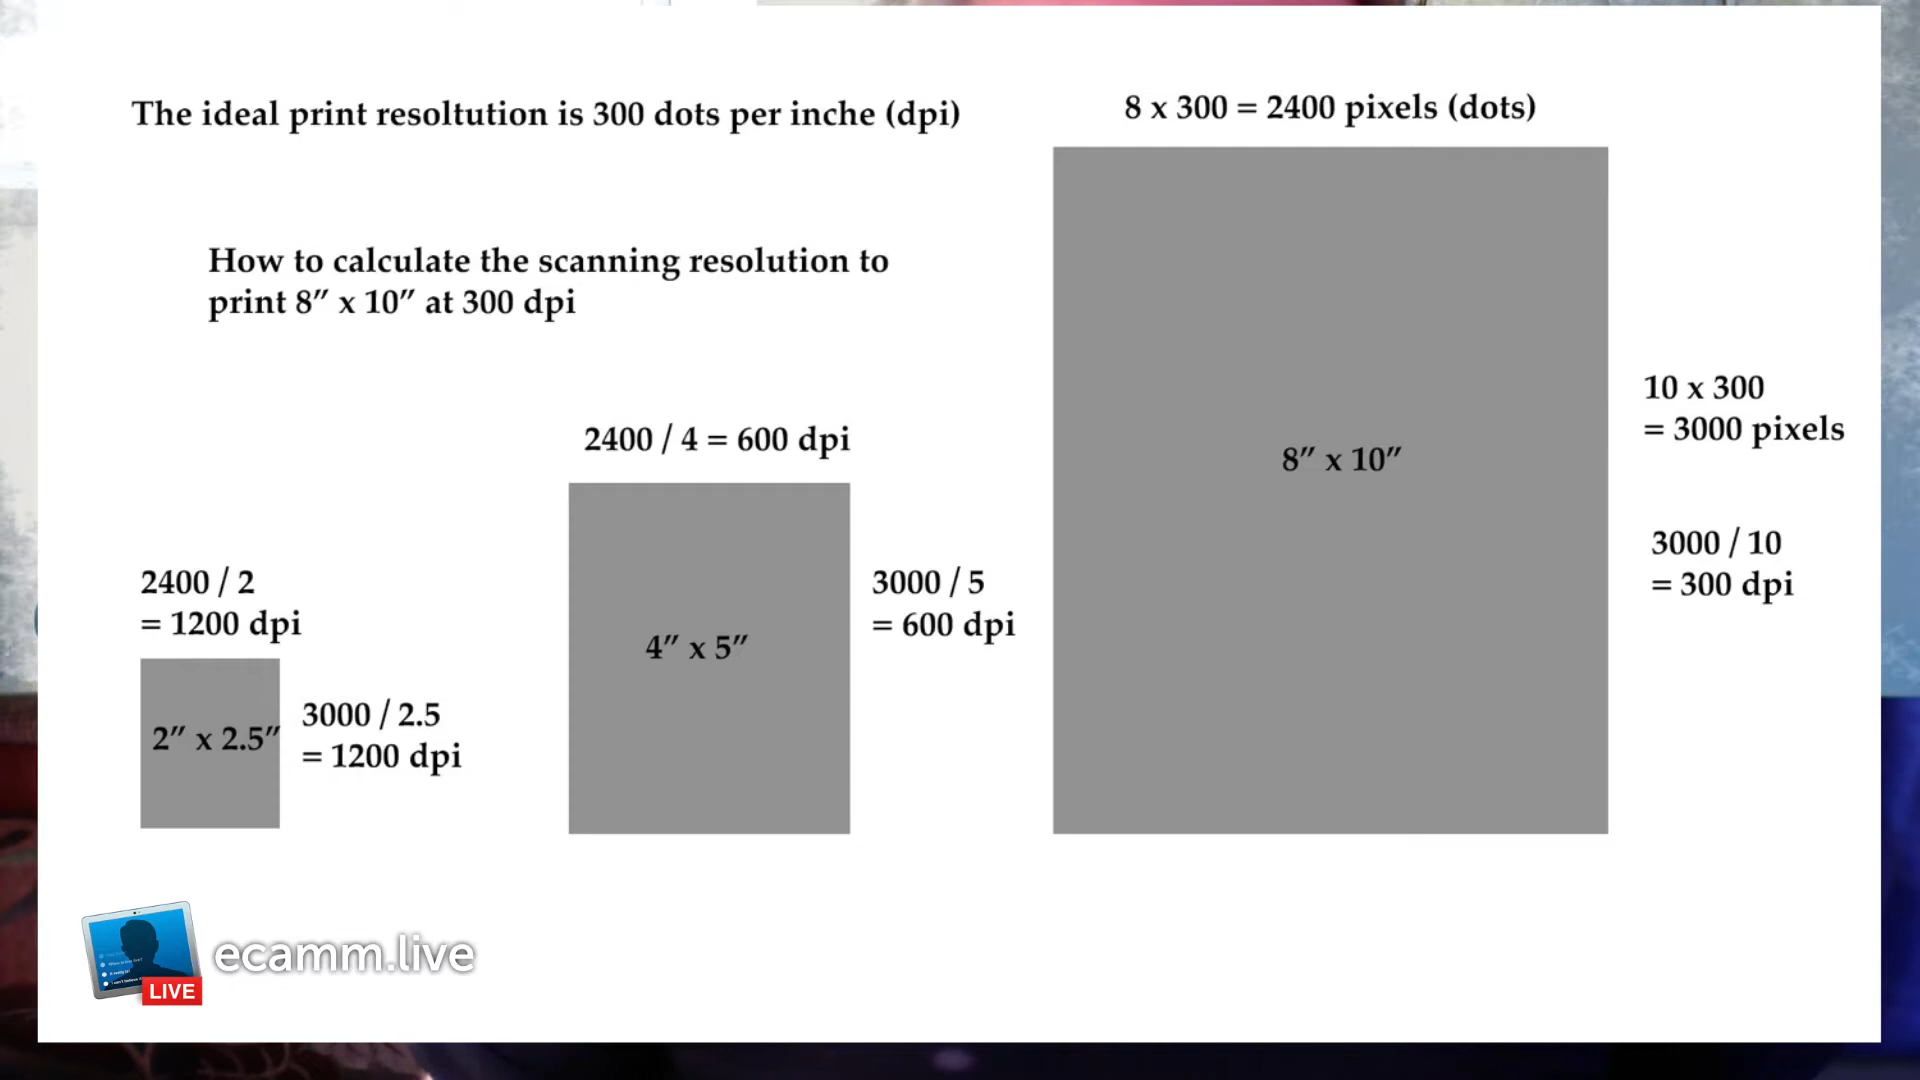 The ideal print resoltution is 300 dots per inche (dpi)
8 x 300 = 2400 pixels (dots)
How to calculate the scanning resolution to
print 8” x 10” at 300 dpi
10 x 300
= 3000 pixels
8” x 10”
2400 / 4 = 600 dpi
3000 / 10
= 300 dpi
2400 / 2
= 1200 dpi
3000 / 5
= 600 dpi
4” x 5”
3000 / 2.5
= 1200 dpi
2” x 2.5”
ecamm.live
LIVE